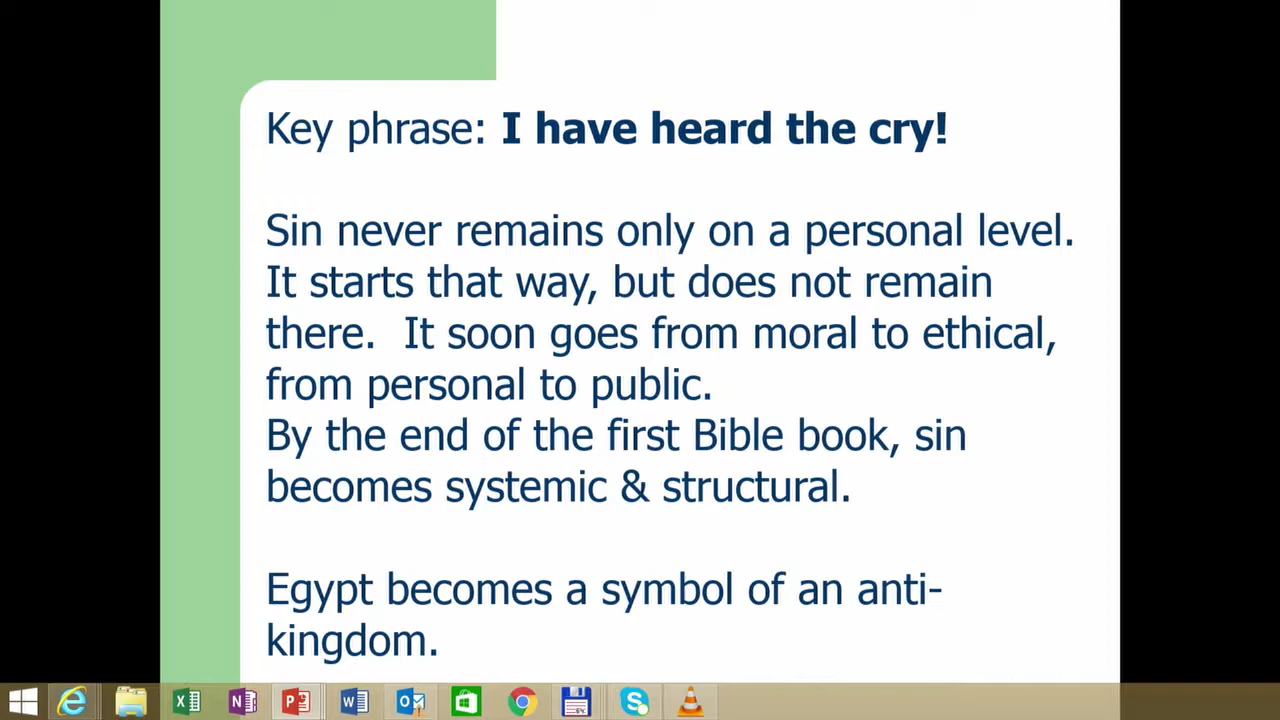 Key phrase: I have heard the cry!
Sin never remains only on a personal level.
It starts that way, but does not remain
there.  It soon goes from moral to ethical,
from personal to public.
By the end of the first Bible book, sin
becomes systemic & structural.
Egypt becomes a symbol of an anti-
kingdom.